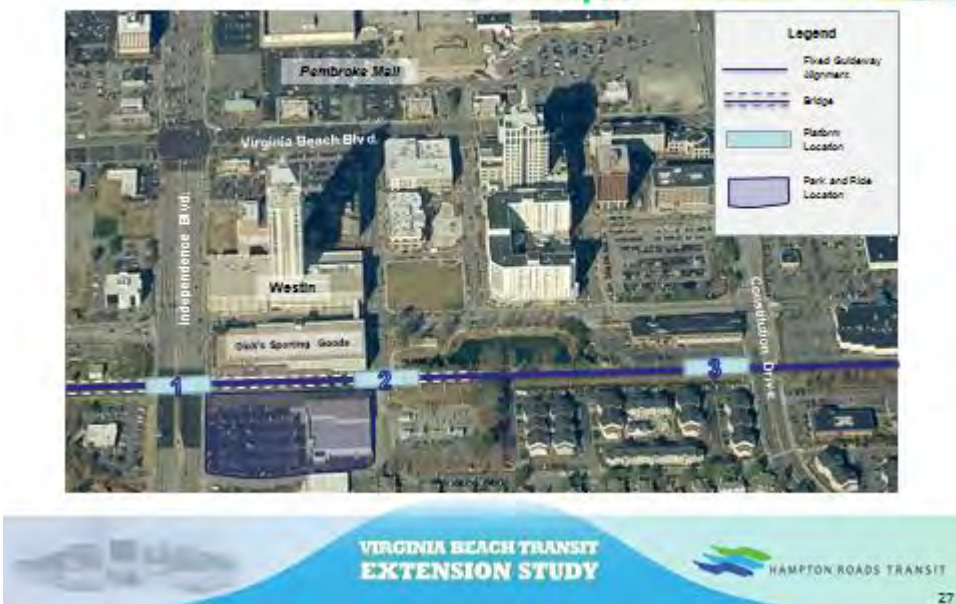 Legend
Fixed Guideway
Alignment
Bridge
Platform
Location
Park and Ride
Location
Pembroke Mall
Virginia Beach Blvd.
Independence Blvd.
Westin
Dick's Sporting Goods
Constitution Drive
1
2
3
VIRGINIA BEACH TRANSIT
EXTENSION STUDY
HAMPTON ROADS TRANSIT
27